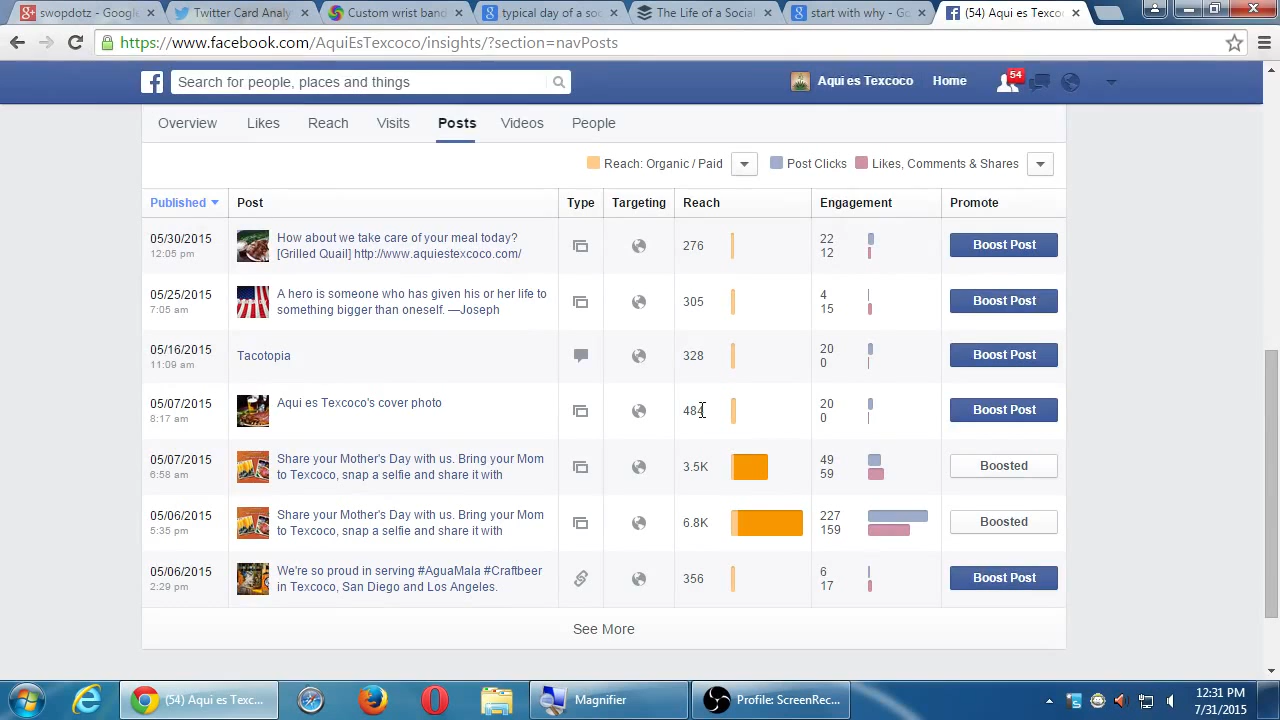 swopdotz - Google
Twitter Card Analy
Custom wrist band
typical day of a soc
The Life of a Social
start with why - Go
(54) Aqui es Texcoc
https://www.facebook.com/AquiEsTexcoco/insights/?section=navPosts
Search for people, places and things
Aqui es Texcoco
Home
54
Overview
Likes
Reach
Visits
Posts
Videos
People
Reach: Organic / Paid
Post Clicks
Likes, Comments & Shares
Published
Post
Type
Targeting
Reach
Engagement
Promote
05/30/2015
12:05 pm
How about we take care of your meal today?
[Grilled Quail] http://www.aquiestexcoco.com/
276
22
12
Boost Post
05/25/2015
7:05 am
A hero is someone who has given his or her life to
something bigger than oneself. —Joseph
305
4
15
Boost Post
05/16/2015
11:09 am
Tacotopia
328
20
0
Boost Post
05/07/2015
8:17 am
Aqui es Texcoco's cover photo
20
0
Boost Post
05/07/2015
6:58 am
Share your Mother's Day with us. Bring your Mom
to Texcoco, snap a selfie and share it with
3.5K
49
59
Boosted
05/06/2015
5:35 pm
Share your Mother's Day with us. Bring your Mom
to Texcoco, snap a selfie and share it with
6.8K
227
159
Boosted
05/06/2015
2:29 pm
We're so proud in serving #AguaMala #Craftbeer
in Texcoco, San Diego and Los Angeles.
356
6
17
Boost Post
See More
(54) Aqui es Texc...
Magnifier
Profile: ScreenRec...
12:31 PM
7/31/2015